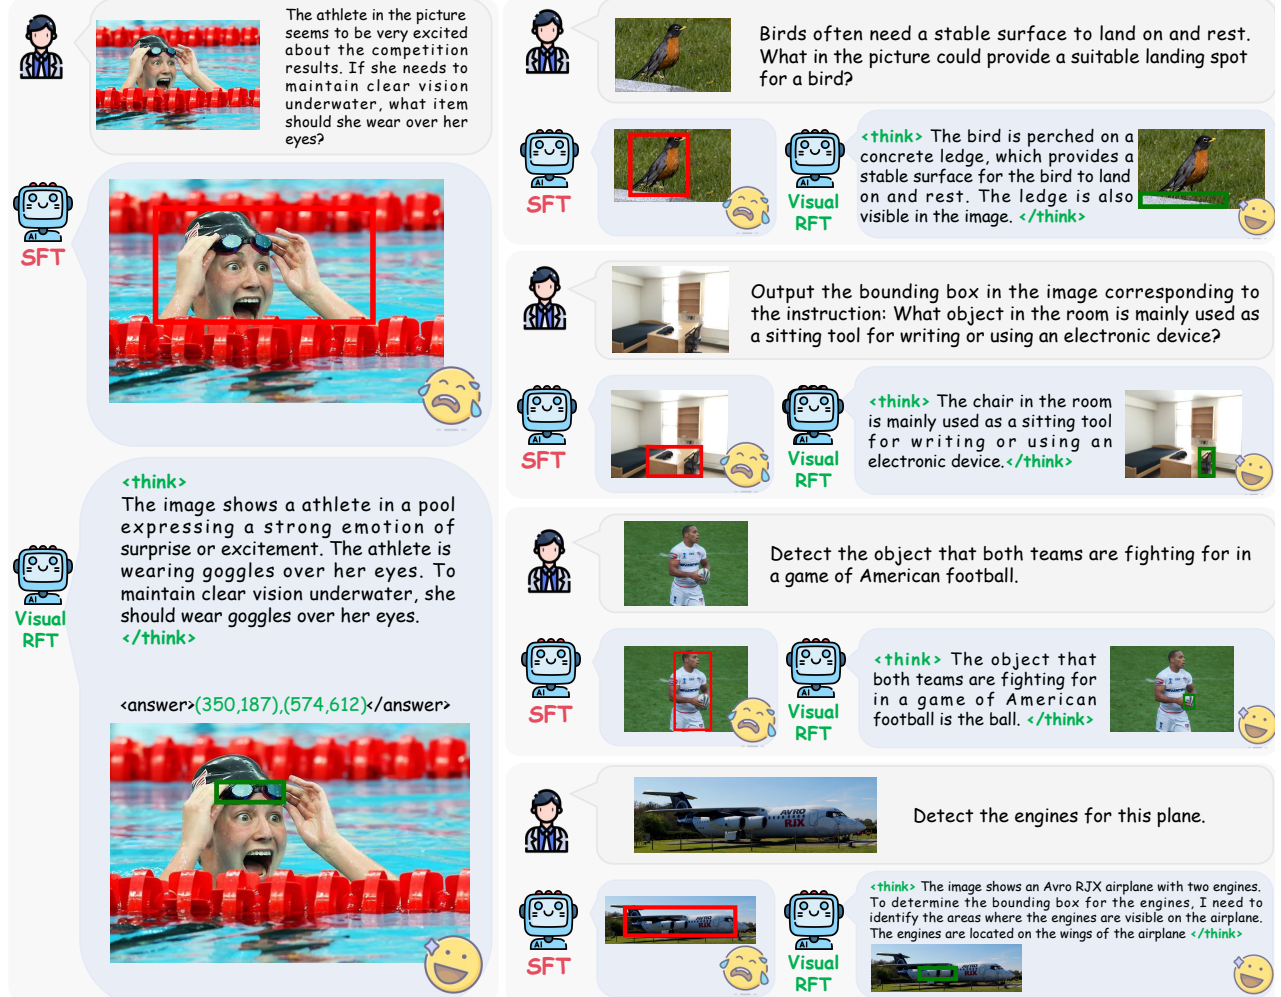 The athlete in the picture
seems to be very excited
about the competition
results. If she needs to
maintain clear vision
underwater, what item
should she wear over her
eyes?
AI
SFT
<think>
The image shows a athlete in a pool
expressing a strong emotion of
surprise or excitement. The athlete is
wearing goggles over her eyes. To
maintain clear vision underwater, she
should wear goggles over her eyes.
</think>
AI
Visual
RFT
<answer>(350,187),(574,612)</answer>
Birds often need a stable surface to land on and rest.
What in the picture could provide a suitable landing spot
for a bird?
AI
SFT
AI
Visual
RFT
<think> The bird is perched on a
concrete ledge, which provides a
stable surface for the bird to land
on and rest. The ledge is also
visible in the image. </think>
Output the bounding box in the image corresponding to
the instruction: What object in the room is mainly used as
a sitting tool for writing or using an electronic device?
AI
SFT
AI
Visual
RFT
<think> The chair in the room
is mainly used as a sitting tool
for writing or using an
electronic device.</think>
Detect the object that both teams are fighting for in
a game of American football.
AI
SFT
AI
Visual
RFT
<think> The object that
both teams are fighting for
in a game of American
football is the ball. </think>
AVRO
RJX
Detect the engines for this plane.
AI
SFT
AVRO
RJX
AI
Visual
RFT
<think> The image shows an Avro RJX airplane with two engines.
To determine the bounding box for the engines, I need to
identify the areas where the engines are visible on the airplane.
The engines are located on the wings of the airplane </think>
AVRO
RJX